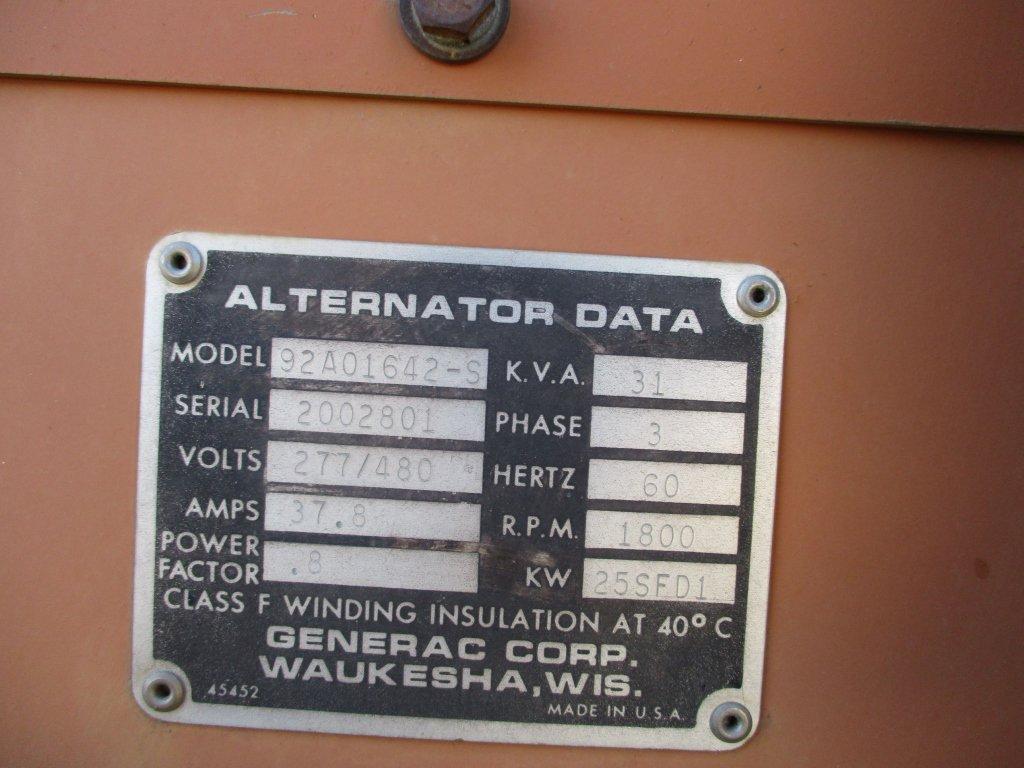 ALTERNATOR DATA
MODEL 92A01642-S K.V.A. 31
SERIAL 2002801 PHASE 3
VOLTS 277/480 HERTZ 60
AMPS 37.8 R.P.M. 1800
POWER
FACTOR .8 KW 25SFD1
CLASS F WINDING INSULATION AT 40° C
GENERAC CORP.
WAUKESHA, WIS.
45452 MADE IN U.S.A.